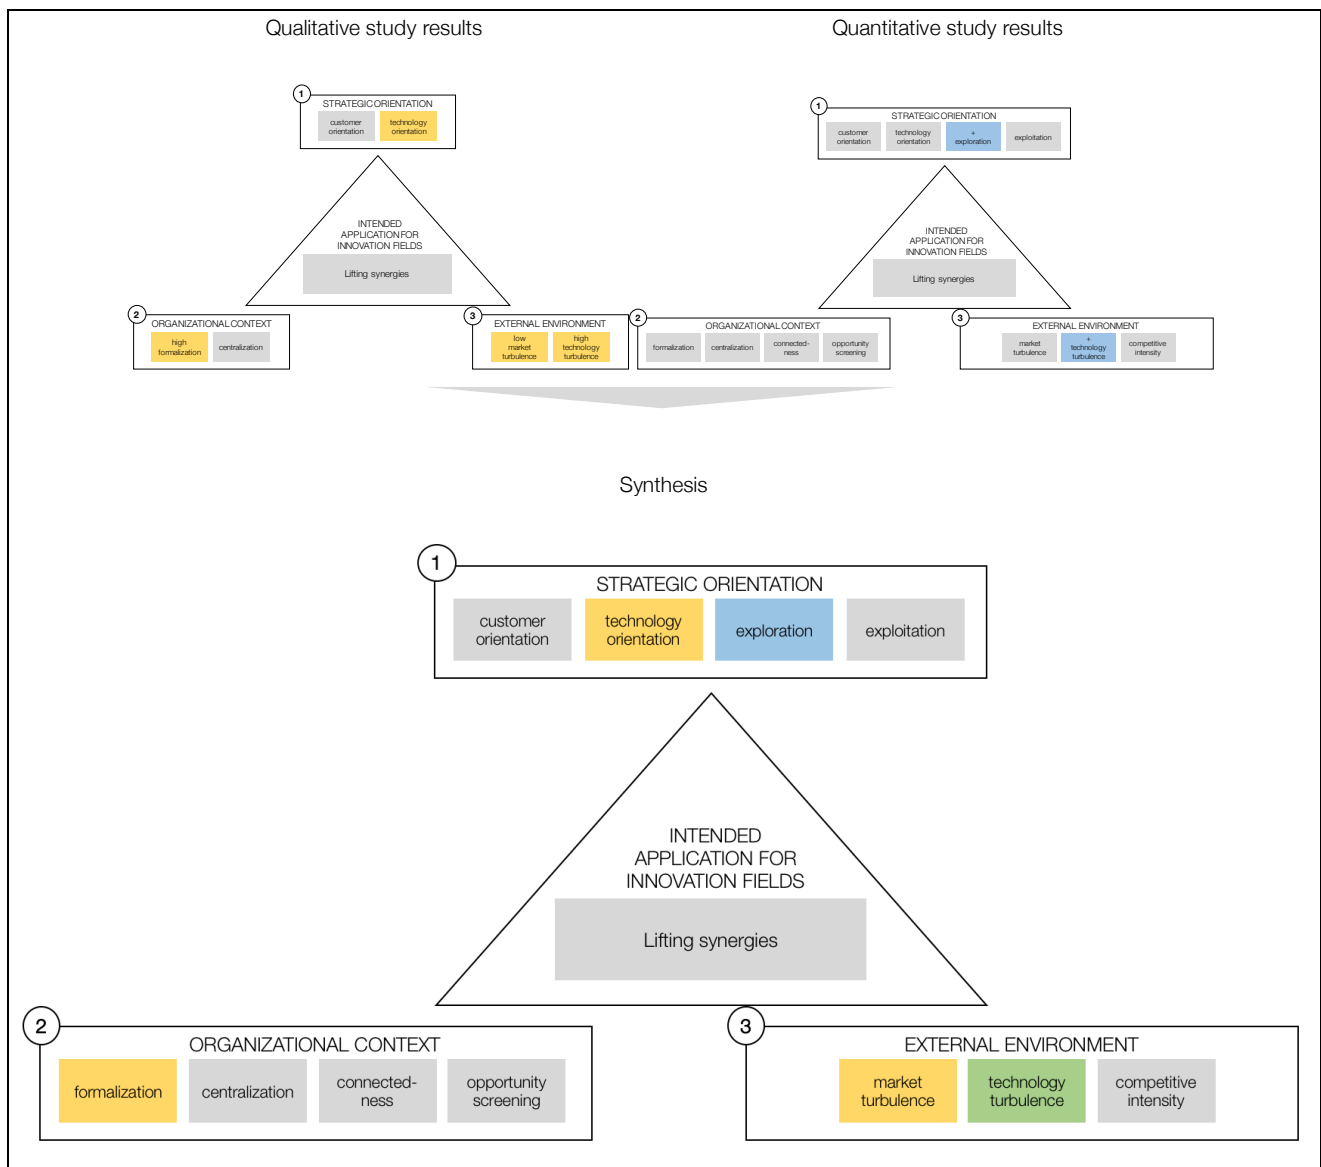 Qualitative study results
Quantitative study results
1
STRATEGIC ORIENTATION
customer
orientation
technology
orientation
INTENDED
APPLICATION FOR
INNOVATION FIELDS
Lifting synergies
2
ORGANIZATIONAL CONTEXT
high
formalization
centralization
3
EXTERNAL ENVIRONMENT
low
market
turbulence
high
technology
turbulence
1
STRATEGIC ORIENTATION
customer
orientation
technology
orientation
+
exploration
exploitation
INTENDED
APPLICATION FOR
INNOVATION FIELDS
Lifting synergies
2
ORGANIZATIONAL CONTEXT
formalization
centralization
connected-
ness
opportunity
screening
3
EXTERNAL ENVIRONMENT
market
turbulence
+
technology
turbulence
competitive
intensity
Synthesis
1
STRATEGIC ORIENTATION
customer
orientation
technology
orientation
exploration
exploitation
INTENDED
APPLICATION FOR
INNOVATION FIELDS
Lifting synergies
2
ORGANIZATIONAL CONTEXT
formalization
centralization
connected-
ness
opportunity
screening
3
EXTERNAL ENVIRONMENT
market
turbulence
technology
turbulence
competitive
intensity